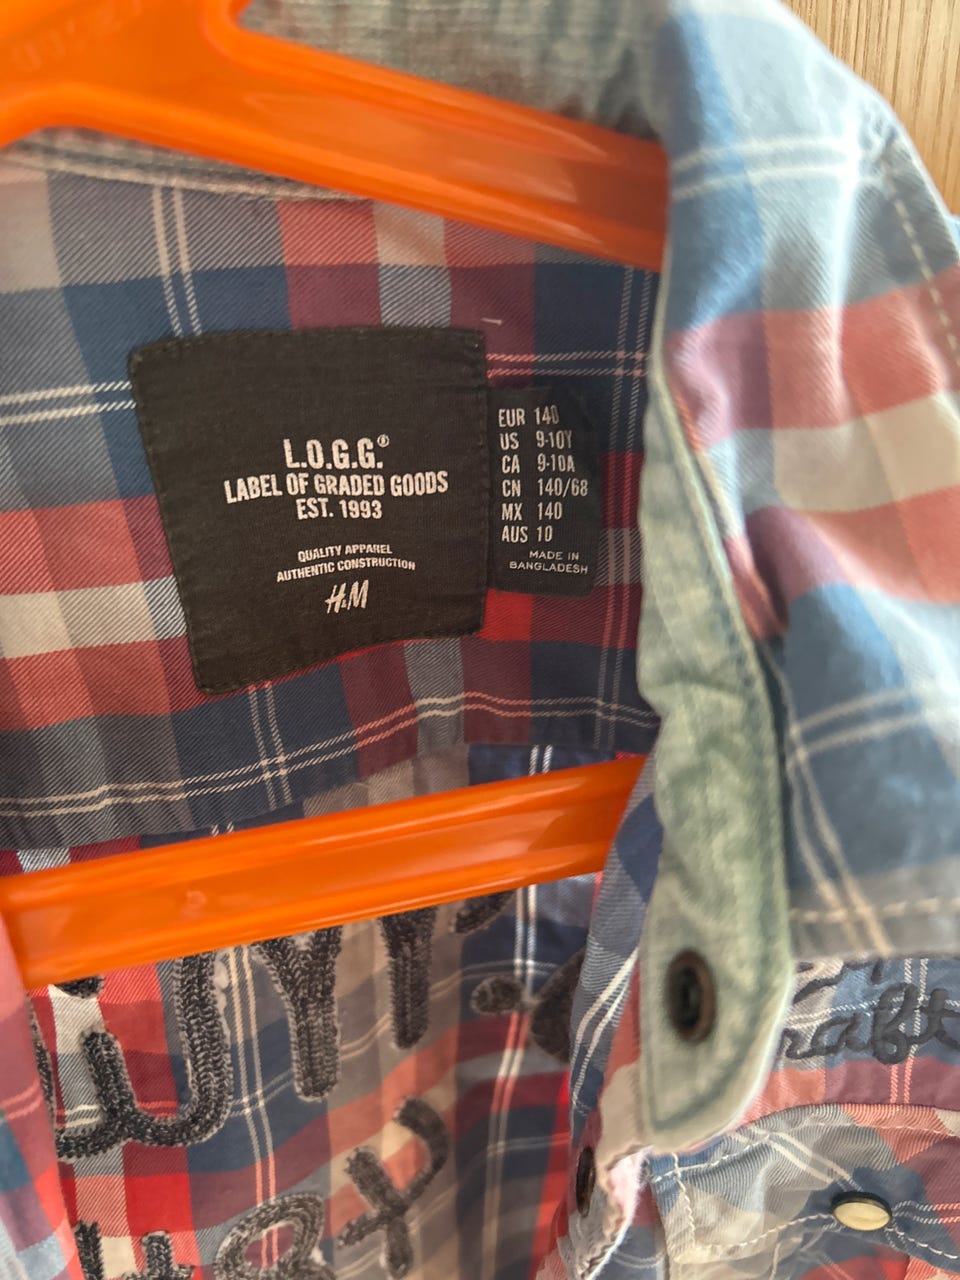 L.O.G.G.®
LABEL OF GRADED GOODS
EST. 1993
QUALITY APPAREL
AUTHENTIC CONSTRUCTION
H&M
EUR 140
US 9-10Y
CA 9-10A
CN 140/68
MX 140
AUS 10
MADE IN
BANGLADESH